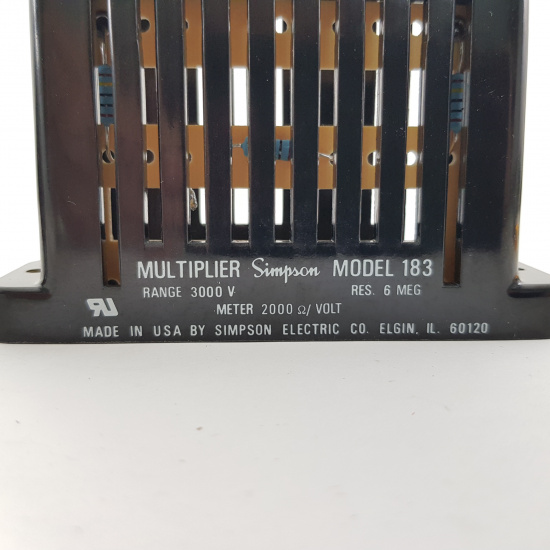 MULTIPLIER Simpson MODEL 183
RANGE 3000 V RES. 6 MEG
METER 2000 Ω/ VOLT
MADE IN USA BY SIMPSON ELECTRIC CO. ELGIN, IL. 60120